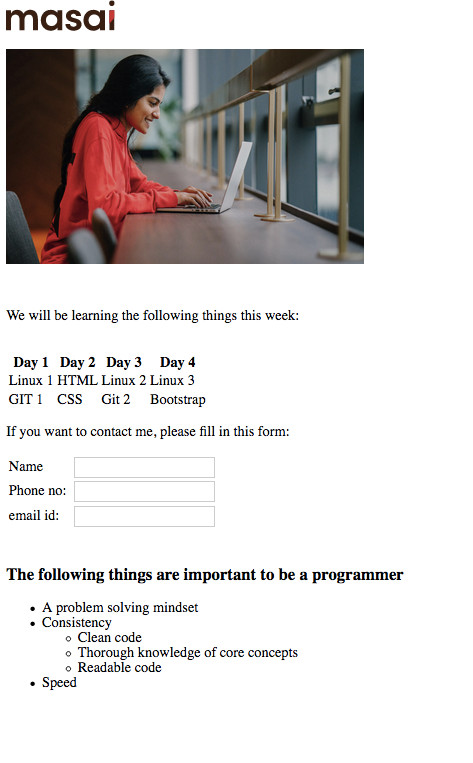 masai
We will be learning the following things this week:
Day 1 Day 2 Day 3 Day 4
Linux 1 HTML Linux 2 Linux 3
GIT 1 CSS Git 2 Bootstrap
If you want to contact me, please fill in this form:
Name
Phone no:
email id:
The following things are important to be a programmer
• A problem solving mindset
• Consistency
◦ Clean code
◦ Thorough knowledge of core concepts
◦ Readable code
• Speed